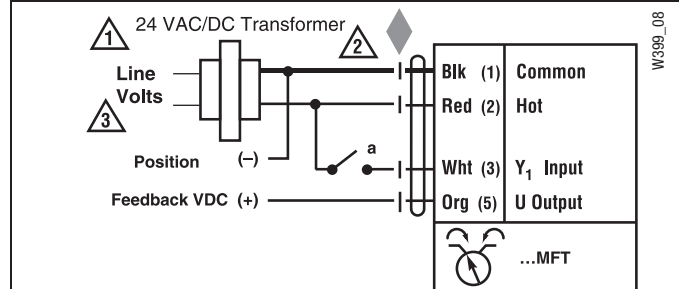 1 24 VAC/DC Transformer
2
Line
Volts
3
Blk (1) Common
Red (2) Hot
a
Position (–)
Wht (3) Y₁ Input
Feedback VDC (+)
Org (5) U Output
...MFT
W399_08